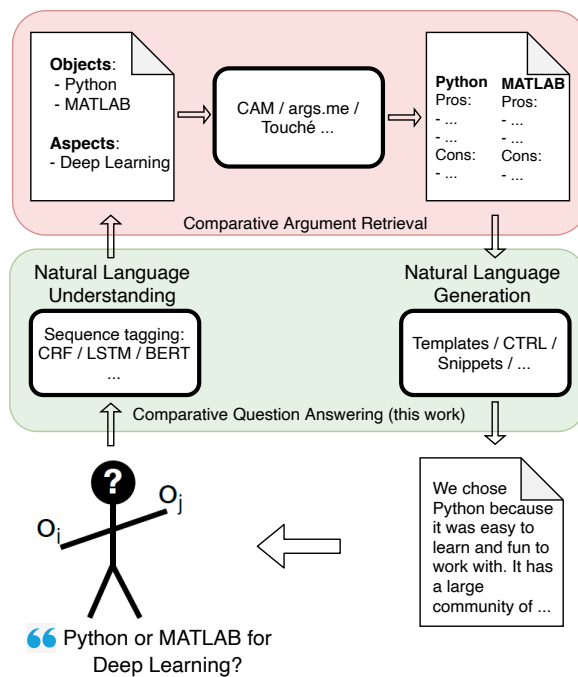 Objects:
- Python
- MATLAB
Aspects:
- Deep Learning
CAM / args.me /
Touché ...
Python MATLAB
Pros: Pros:
- ... - ...
- ... - ...
Cons: Cons:
- ... - ...
Comparative Argument Retrieval
Natural Language
Understanding
Sequence tagging:
CRF / LSTM / BERT
...
Natural Language
Generation
Templates / CTRL /
Snippets / ...
Comparative Question Answering (this work)
?
Oi
Oj
We chose
Python because
it was easy to
learn and fun to
work with. It has
a large
community of ...
“ Python or MATLAB for
Deep Learning?